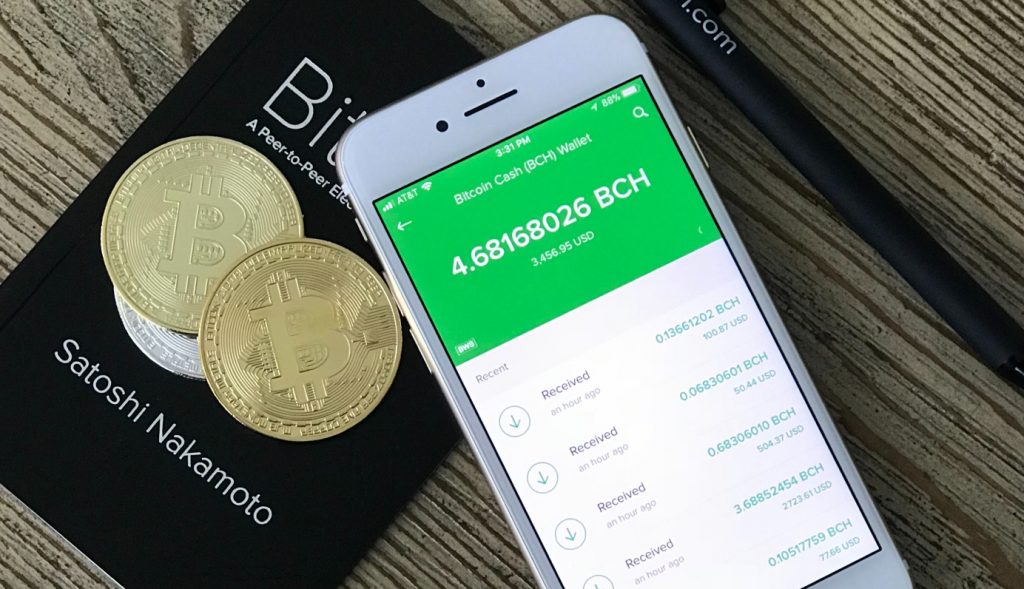 Bit
A Peer-to-Peer Elec
Satoshi Nakamoto
.com
AT&T
3:31 PM
88%
Bitcoin Cash (BCH) Wallet
4.68168026 BCH
3,456.95 USD
BWS
Recent
Received
an hour ago
0.13661202 BCH
100.87 USD
Received
an hour ago
0.06830601 BCH
50.44 USD
Received
an hour ago
0.68306010 BCH
504.37 USD
Received
an hour ago
3.68852454 BCH
2723.61 USD
0.10517759 BCH
77.66 USD